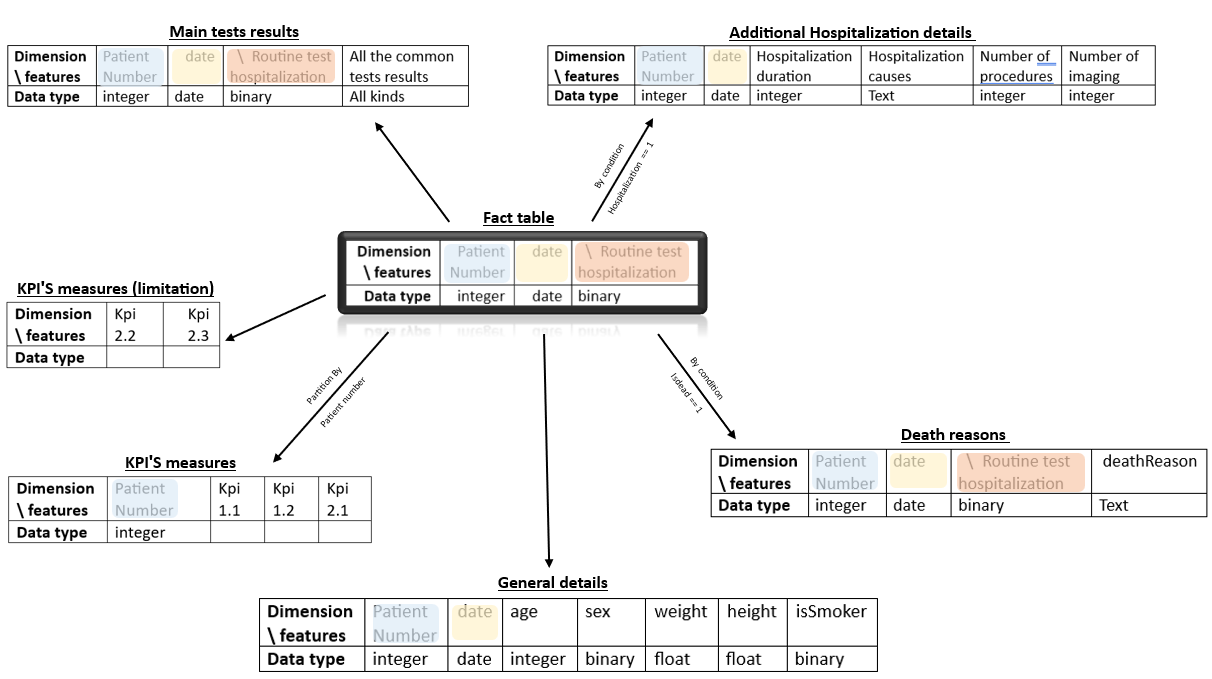 Main tests results
Dimension Patient date \ Routine test All the common
\ features Number hospitalization tests results
Data type integer date binary All kinds
Additional Hospitalization details
Dimension Patient date Hospitalization Hospitalization Number of Number of
\ features Number duration causes procedures imaging
Data type integer date integer Text integer integer
By condition
Hospitalization == 1
Fact table
Dimension Patient date \ Routine test
\ features Number hospitalization
Data type integer date binary
KPI'S measures (limitation)
Dimension Kpi Kpi
\ features 2.2 2.3
Data type
Partition By
Patient number
By condition
Isdead == 1
Death reasons
Dimension Patient date \ Routine test deathReason
\ features Number hospitalization
Data type integer date binary Text
KPI'S measures
Dimension Patient Kpi Kpi Kpi
\ features Number 1.1 1.2 2.1
Data type integer
General details
Dimension Patient date age sex weight height isSmoker
\ features Number
Data type integer date integer binary float float binary